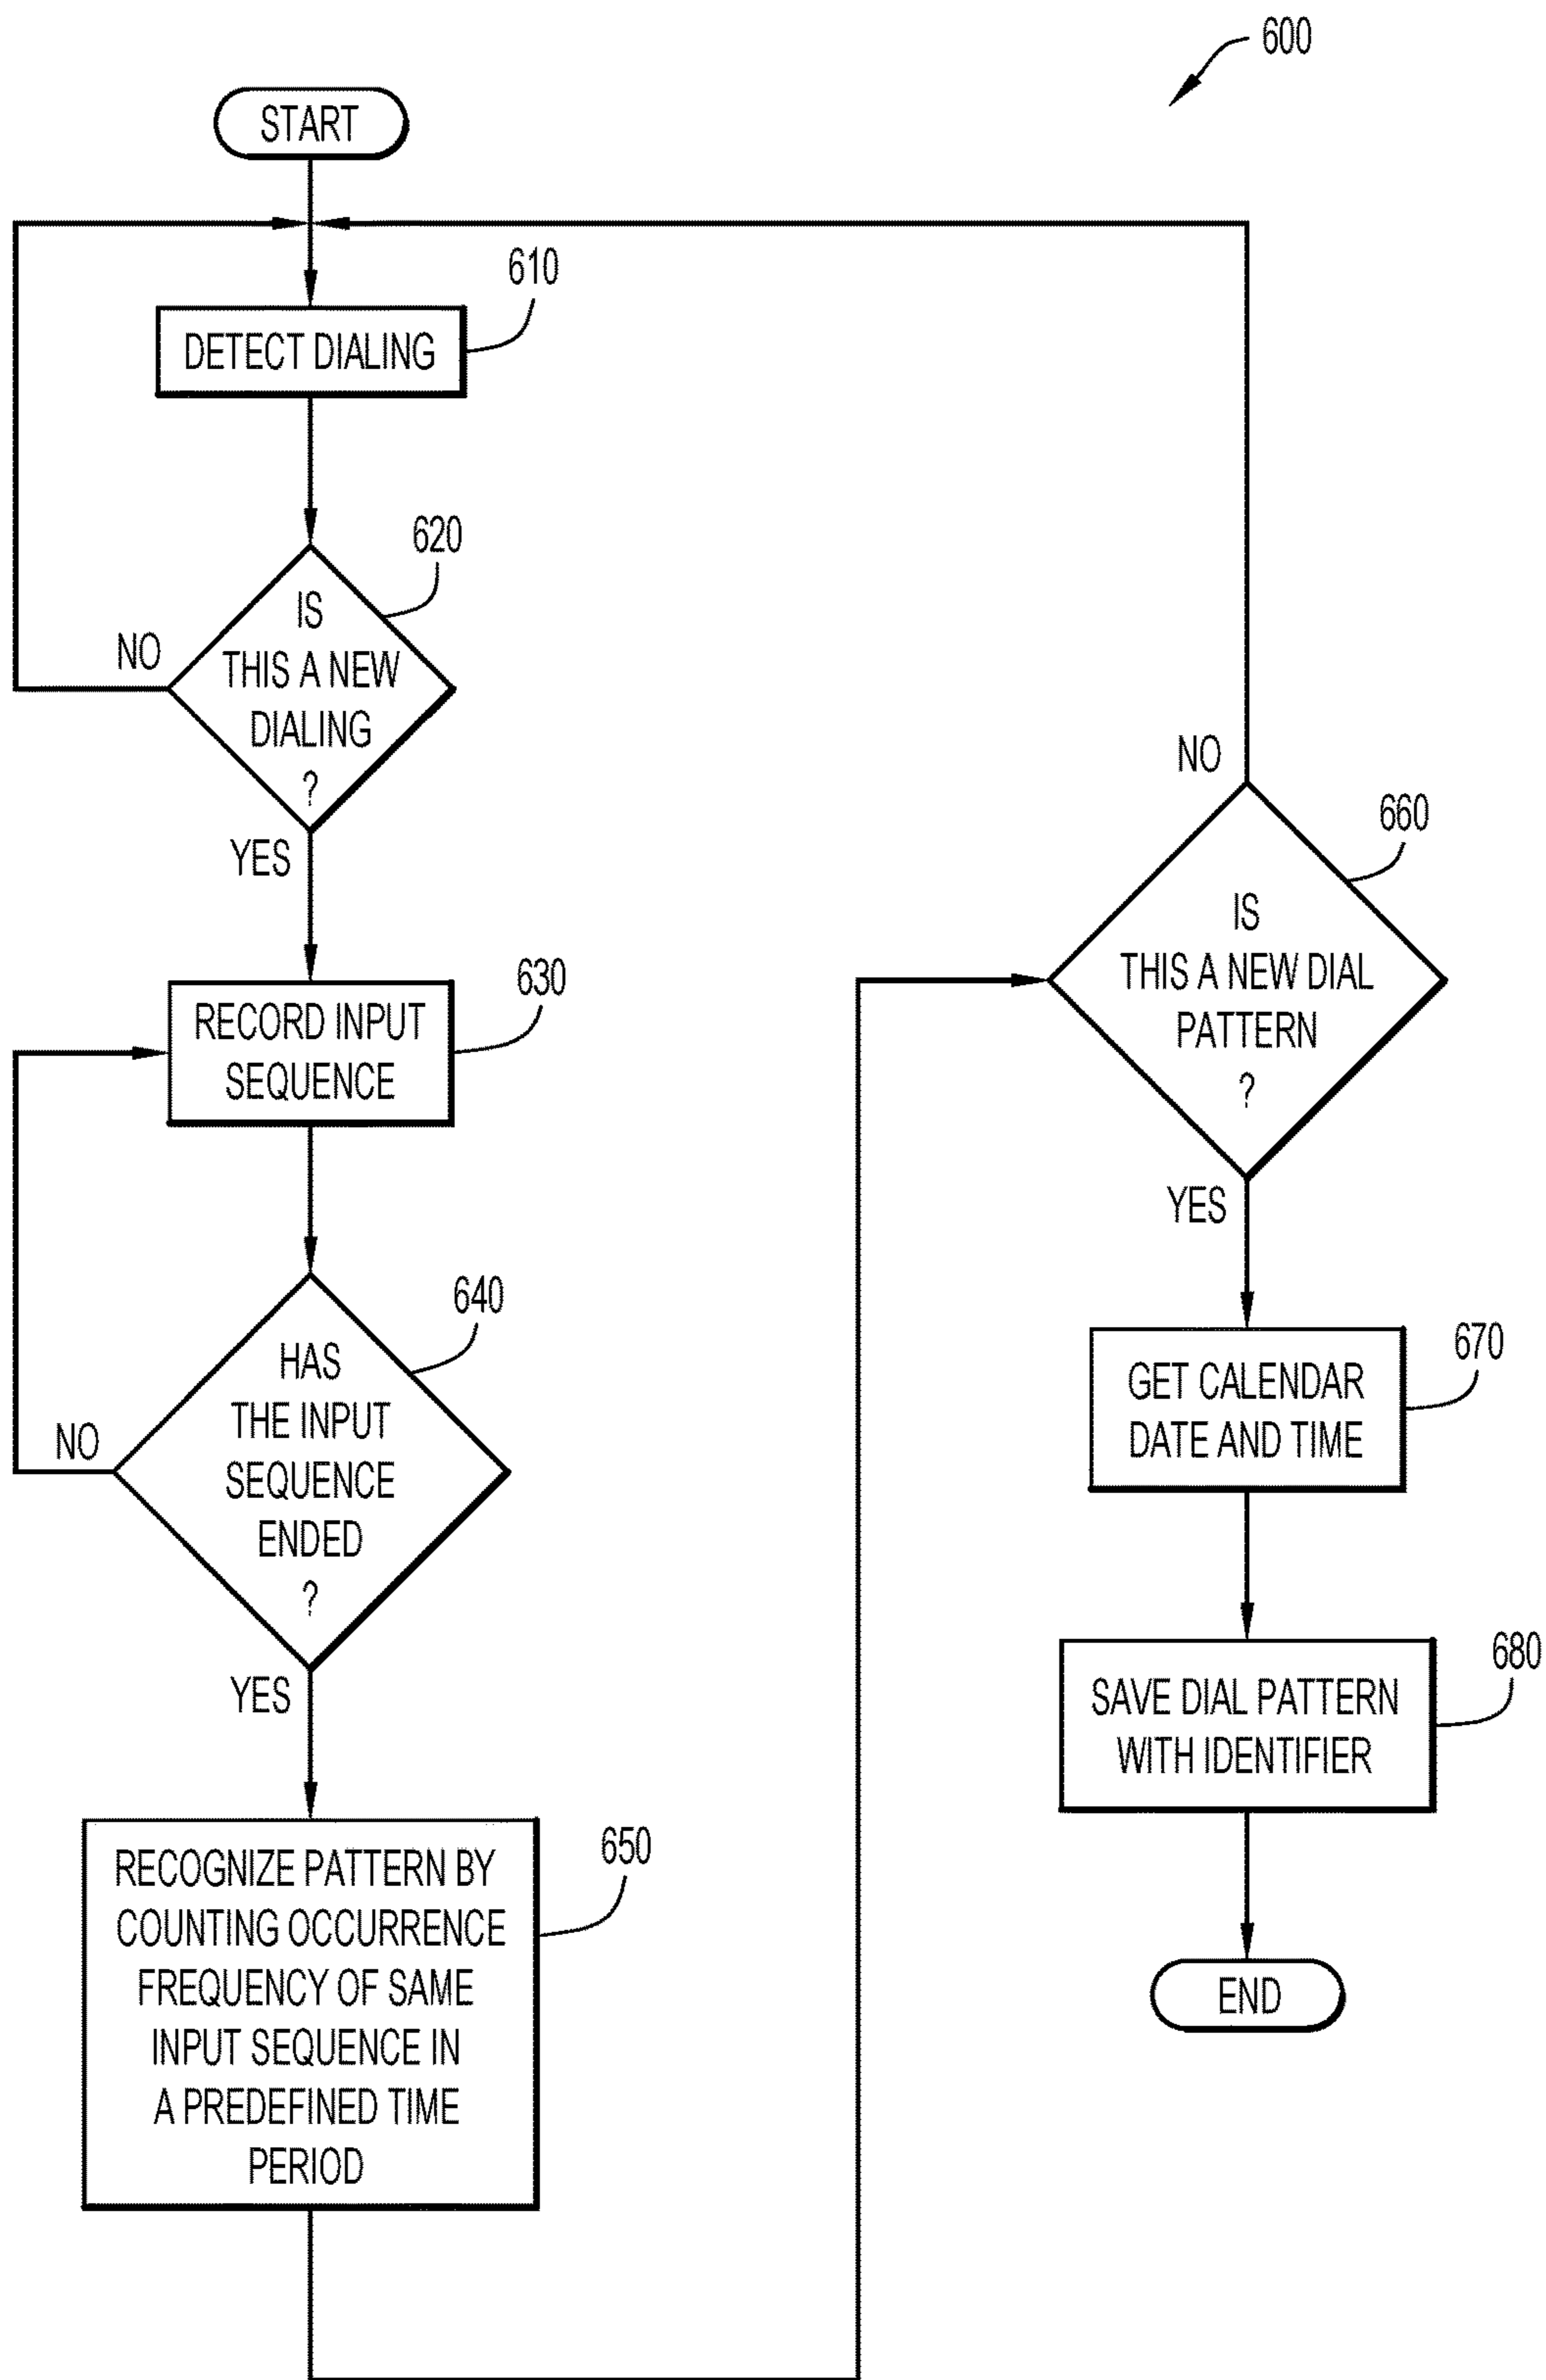 600
START
610
DETECT DIALING
620
IS
THIS A NEW
DIALING
?
NO
YES
630
RECORD INPUT
SEQUENCE
640
HAS
THE INPUT
SEQUENCE
ENDED
?
NO
YES
650
RECOGNIZE PATTERN BY
COUNTING OCCURRENCE
FREQUENCY OF SAME
INPUT SEQUENCE IN
A PREDEFINED TIME
PERIOD
NO
660
IS
THIS A NEW DIAL
PATTERN
?
YES
670
GET CALENDAR
DATE AND TIME
680
SAVE DIAL PATTERN
WITH IDENTIFIER
END